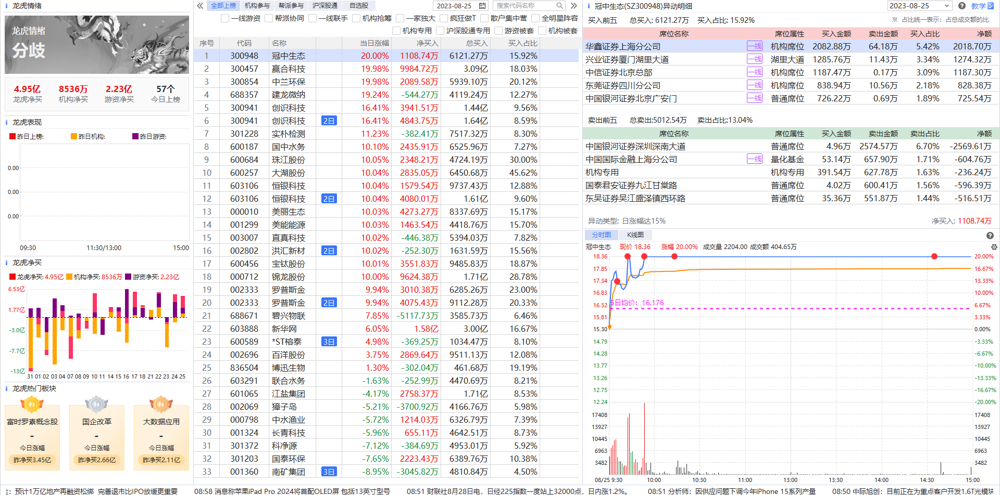 龙虎情绪
龙虎情绪
分歧
4.95亿 8536万 2.23亿 57个
龙虎净买 机构净买 游资净买 今日上榜
龙虎表现
昨日上榜: 昨日机构: 昨日游资:
0.00
0.00
0.00
09:30 11:30/13:00 15:00
龙虎净买
龙虎净买: 4.95亿 机构净买: 8536万 游资净买: 2.23亿
6.53亿
1.77亿
-3.0亿
-7.7亿
-13亿
31 01 02 03 04 07 08 09 10 11 14 15 16 17 18 21 22 23 24 25
龙虎热门板块
富时罗素概念股 国企改革 大数据应用
- - -
今日涨幅 今日涨幅 今日涨幅
昨净买3.45亿 昨净买2.66亿 昨净买2.11亿
全部上榜 机构参与 帮派参与 沪深股通 自选股 2023-08-25 搜索代码名称
一线游资 帮派协同 一线联手 机构抢筹 一家独大 疯狂做T 散户集中营 全明星阵容
机构专用 沪深股通专用 游资被套 机构被套
序号 代码 名称 当日涨幅 净买入 总买入 买入占比
1 300948 冠中生态 20.00% 1108.74万 6121.27万 15.92%
2 300457 赢合科技 19.98% 9984.72万 3.09亿 18.03%
3 300854 中兰环保 19.98% 2089.58万 5939.10万 20.12%
4 688357 建龙微纳 19.24% -544.27万 4119.24万 12.27%
5 300941 创识科技 16.41% 3941.51万 1.44亿 9.56%
6 300941 创识科技 2日 16.41% 4843.75万 1.64亿 8.59%
7 301228 实朴检测 11.23% -382.41万 7517.32万 8.30%
8 600187 国中水务 10.10% 2435.91万 6525.96万 7.27%
9 600684 珠江股份 10.05% 2348.21万 4724.19万 30.00%
10 600257 大湖股份 10.04% 2835.05万 6450.68万 45.62%
11 603106 恒银科技 10.04% 1579.54万 9737.43万 12.88%
12 603106 恒银科技 2日 10.04% 4080.01万 1.61亿 9.60%
13 000010 美丽生态 10.03% 4273.27万 8337.69万 15.17%
14 001299 美能能源 10.03% 1463.54万 4418.76万 15.70%
15 003007 直真科技 10.02% -446.38万 5394.03万 7.82%
16 002802 洪汇新材 2日 10.02% -252.30万 1631.59万 15.56%
17 600456 宝钛股份 10.01% 3551.83万 9485.83万 18.87%
18 000712 锦龙股份 10.00% 9624.38万 1.71亿 28.78%
19 002333 罗普斯金 9.94% 3010.38万 6285.26万 23.00%
20 002333 罗普斯金 2日 9.94% 4075.43万 9112.28万 20.33%
21 688671 碧兴物联 7.85% -5117.73万 3585.73万 6.46%
22 603888 新华网 6.05% 1.58亿 3.00亿 16.67%
23 600589 *ST榕泰 3日 4.98% -369.25万 1034.47万 8.10%
24 002696 百洋股份 3.75% 2869.64万 9511.13万 12.08%
25 836504 博迅生物 1.30% -302.04万 461.68万 19.19%
26 603291 联合水务 -1.63% -252.99万 4470.69万 8.21%
27 601065 江盐集团 -4.17% 2758.37万 1.71亿 8.53%
28 002069 獐子岛 -5.21% -3700.92万 4166.76万 5.98%
29 000798 中水渔业 -5.72% 1214.03万 6326.79万 7.39%
30 001324 长青科技 -5.96% 655.11万 4642.51万 8.73%
31 301372 科净源 -7.12% -384.69万 4953.01万 5.92%
32 301203 国泰环保 -7.65% 2223.43万 6389.76万 10.38%
33 001360 南矿集团 3日 -8.95% -3045.82万 4810.84万 4.50%
冠中生态(SZ300948)异动明细 2023-08-25 教学
买入前五 总买入: 6121.27万 买入占比: 15.92% ※ 占比统一表示：占总成交额的比
席位名称 席位属性 买入金额 卖出金额 买入占比 净额
华鑫证券上海分公司 一线 机构席位 2082.88万 64.18万 5.42% 2018.70万
兴业证券厦门湖里大道 一线 湖里大道 1285.76万 11.43万 3.34% 1274.32万
中信证券北京总部 一线 机构席位 1187.47万 0.17万 3.09% 1187.30万
东莞证券四川分公司 一线 机构席位 838.94万 10.56万 2.18% 828.38万
中国银河证券北京广安门 一线 普通席位 726.22万 0.69万 1.89% 725.54万
卖出前五 总卖出:5012.54万 卖出占比:13.04%
席位名称 席位属性 买入金额 卖出金额 卖出占比 净额
中国银河证券深圳深南大道 普通席位 4.96万 2574.57万 6.70% -2569.61万
中国国际金融上海分公司 一线 量化基金 53.14万 657.90万 1.71% -604.76万
机构专用 机构专用 391.54万 627.78万 1.63% -236.24万
国泰君安证券九江甘棠路 普通席位 4.02万 600.41万 1.56% -596.39万
东吴证券吴江盛泽镇西环路 普通席位 35.36万 551.87万 1.44% -516.51万
异动类型: 日涨幅达15% 净买入: 1108.74万
分时图 K线图
冠中生态 现价 18.36 涨幅 20.00% 成交量 2204.00 成交额 404.65万
18.36 20.00%
17.85 16.67%
17.34 13.33%
16.83 10.00%
5日均价：16.176
16.32 6.67%
15.81 3.33%
15.30 0.00%
14.79 -3.33%
14.28 -6.67%
13.77 -10.00%
13.26 -13.33%
12.75 -16.67%
12.24 -20.00%
17408 17408
13927 13927
10445 10445
6963 6963
3482 3482
08/25 9:30 10:00 10:30 11:00 13:00 13:30 14:00 14:30 15:00
预计1万亿地产再融资松绑 完善退市比IPO放缓更重要 08:58 消息称苹果iPad Pro 2024将首配OLED屏 包括13英寸型号 08:51 财联社8月28日电，日经225指数一度站上32000点，日内涨1.2%。 08:51 分析师：因供应问题下调今年iPhone 15系列产量 08:50 中际旭创：目前正在为重点客户开发1.6T光模块